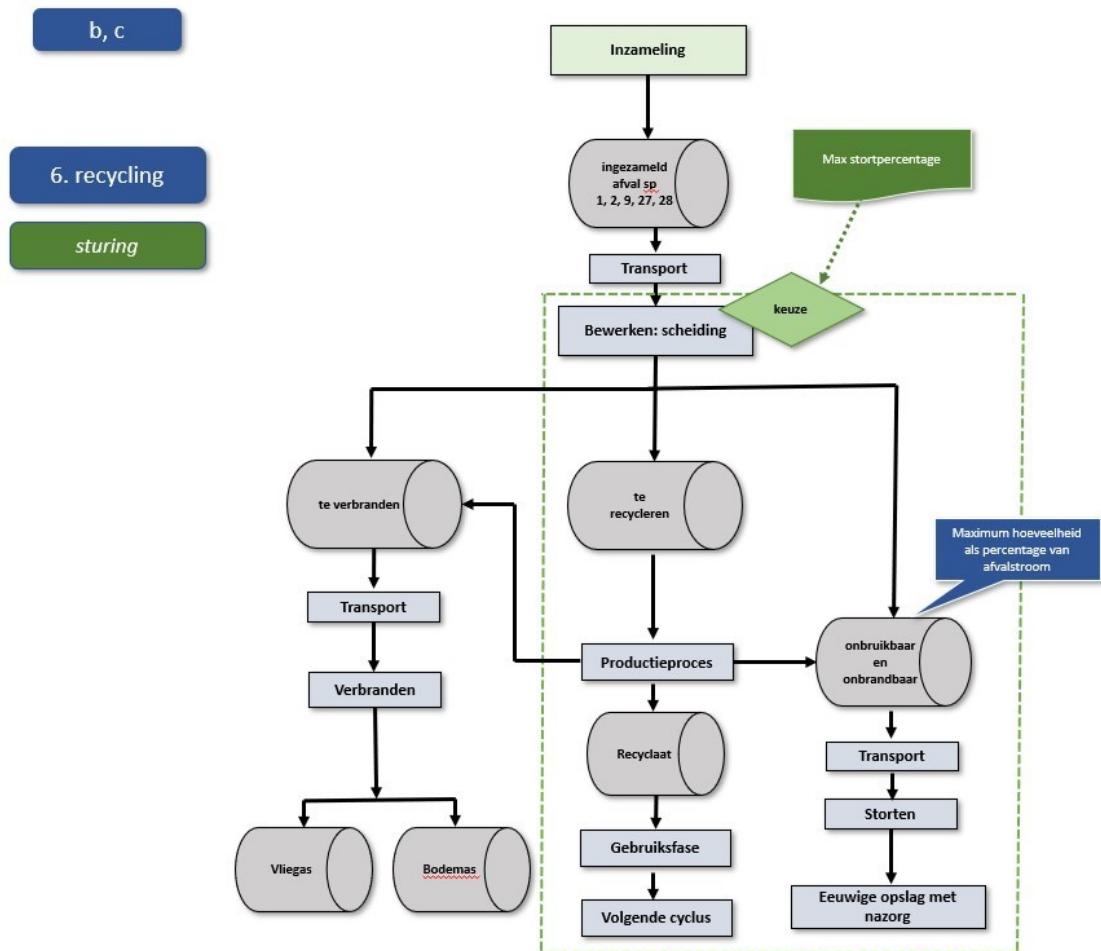 b, c
Inzameling
6. recycling
sturing
ingezameld
afval sp
1, 2, 9, 27, 28
Max stortpercentage
Transport
keuze
Bewerken: scheiding
te verbranden
te
recycleren
Maximum hoeveelheid
als percentage van
afvalstroom
Transport
Productieproces
onbruikbaar
en
onbrandbaar
Verbranden
Recyclaat
Transport
Storten
Vliegas
Bodemas
Gebruiksfase
Volgende cyclus
Eeuwige opslag met
nazorg